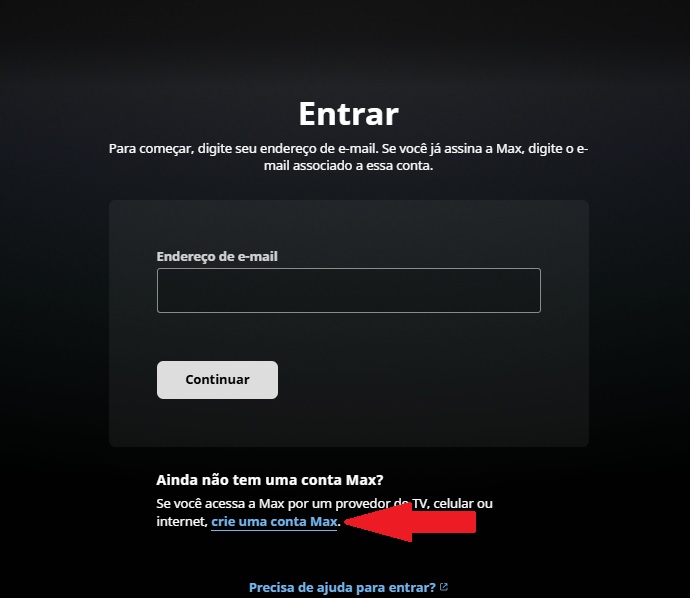 Entrar
Para começar, digite seu endereço de e-mail. Se você já assina a Max, digite o e-
mail associado a essa conta.
Endereço de e-mail
Continuar
Ainda não tem uma conta Max?
Se você acessa a Max por um provedor de TV, celular ou
internet, crie uma conta Max.
Precisa de ajuda para entrar?